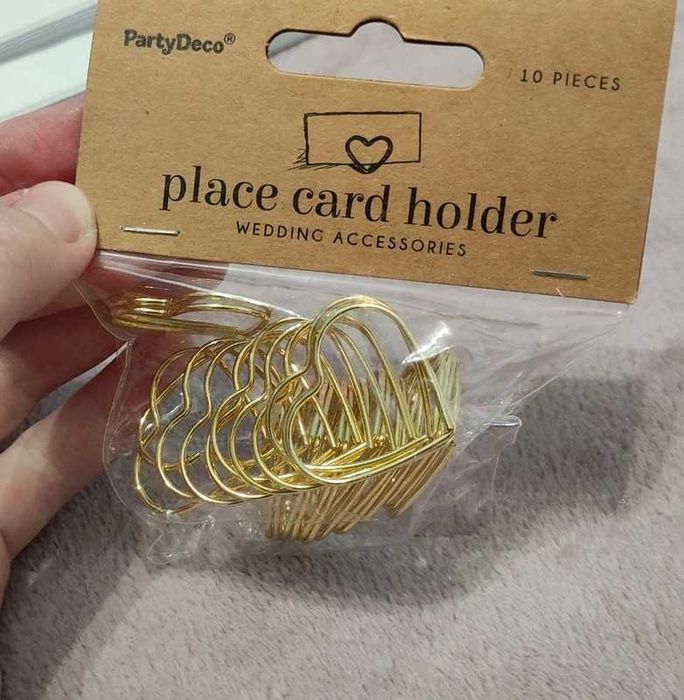 PartyDeco®
10 PIECES
place card holder
WEDDING ACCESSORIES